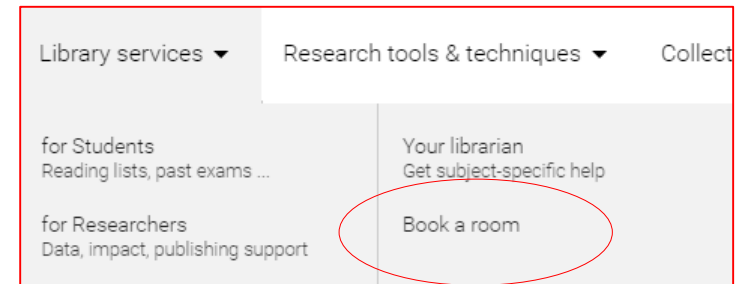 Library services Research tools & techniques Collect
for Students
Reading lists, past exams ...
for Researchers
Data, impact, publishing support
Your librarian
Get subject-specific help
Book a room